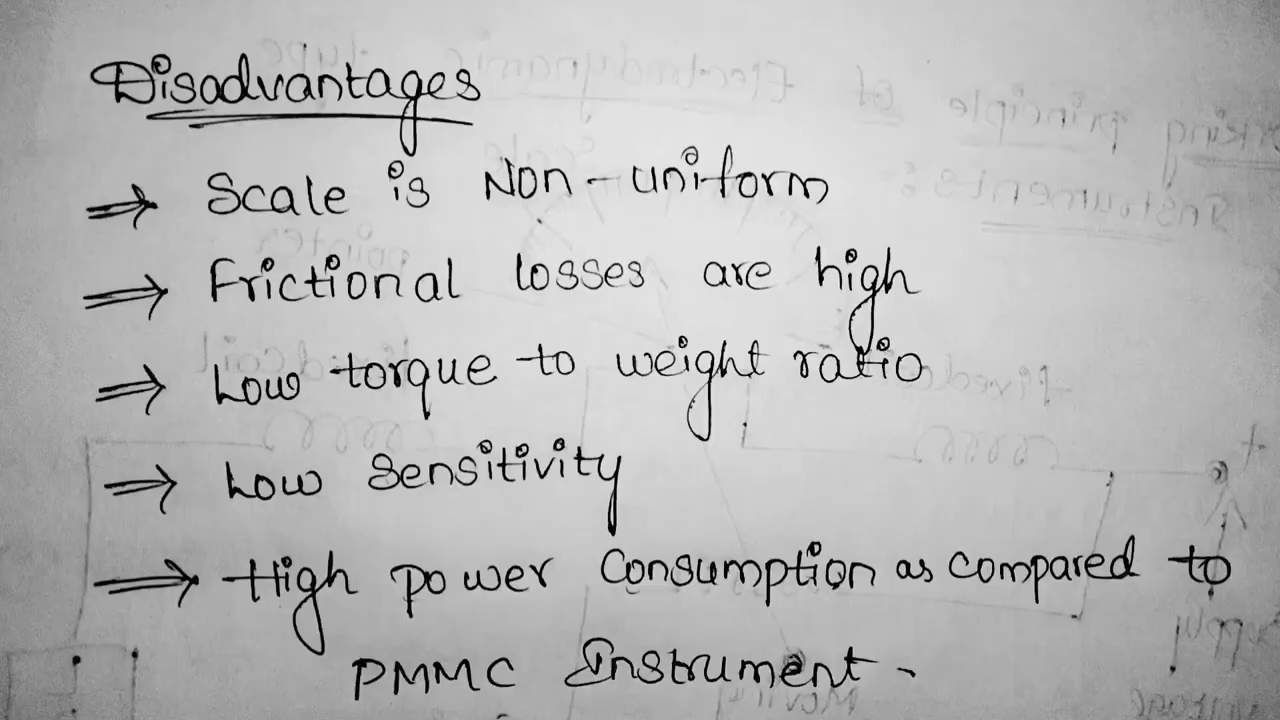 Disadvantages
⇒ Scale is Non-uniform
⇒ Frictional losses are high
⇒ Low torque to weight ratio
⇒ Low Sensitivity
⇒ High power Consumption as compared to
PMMC Instrument.